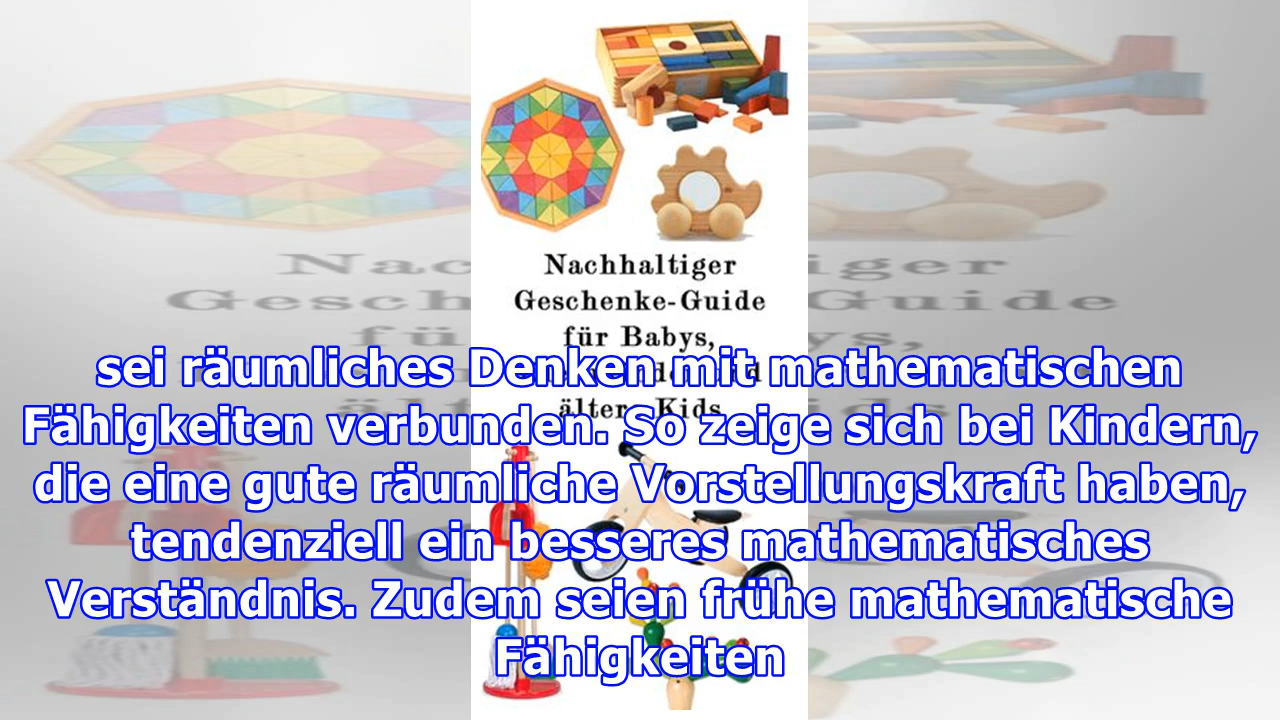 Nachhaltiger
Geschenke-Guide
für Babys,
sei räumliches Denken mit mathematischen
Fähigkeiten verbunden. So zeige sich bei Kindern,
die eine gute räumliche Vorstellungskraft haben,
tendenziell ein besseres mathematisches
Verständnis. Zudem seien frühe mathematische
Fähigkeiten